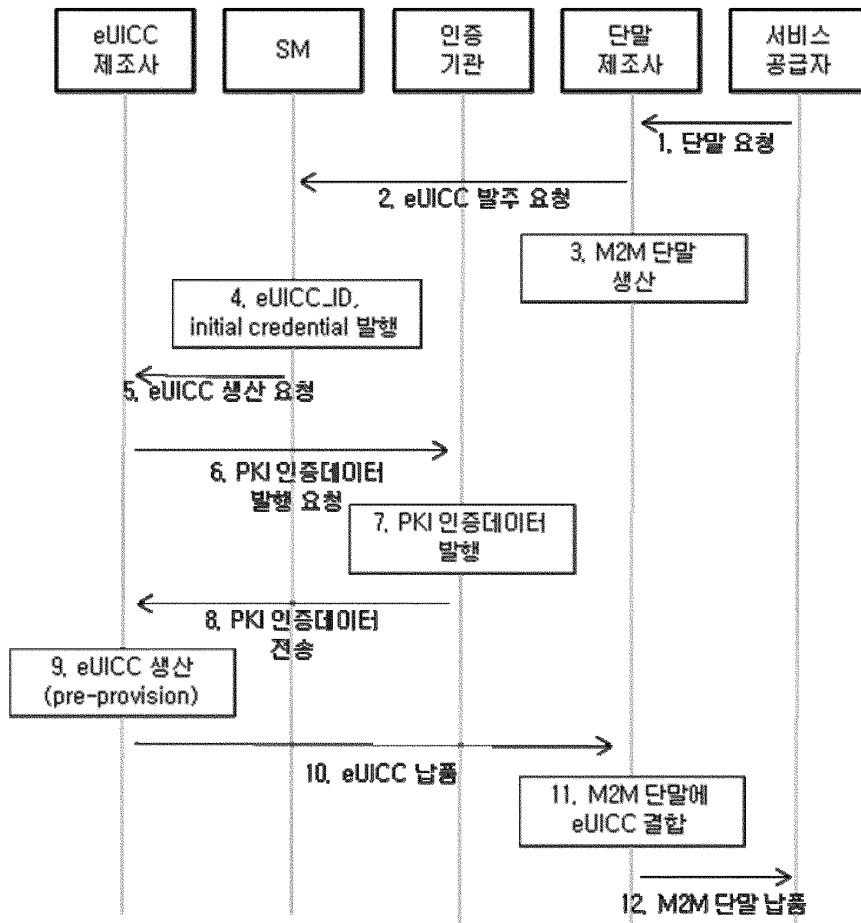 eUICC
제조사
SM
인증
기관
단말
제조사
서비스
공급자
1, 단말 요청
2, eUICC 발주 요청
3, M2M 단말
생산
4, eUICC_ID,
initial credential 발행
5, eUICC 생산 요청
6, PKI 인증데이터
발행 요청
7, PKI 인증데이터
발행
8, PKI 인증데이터
전송
9, eUICC 생산
(pre-provision)
10, eUICC 납품
11, M2M 단말에
eUICC 결합
12, M2M 단말 납품